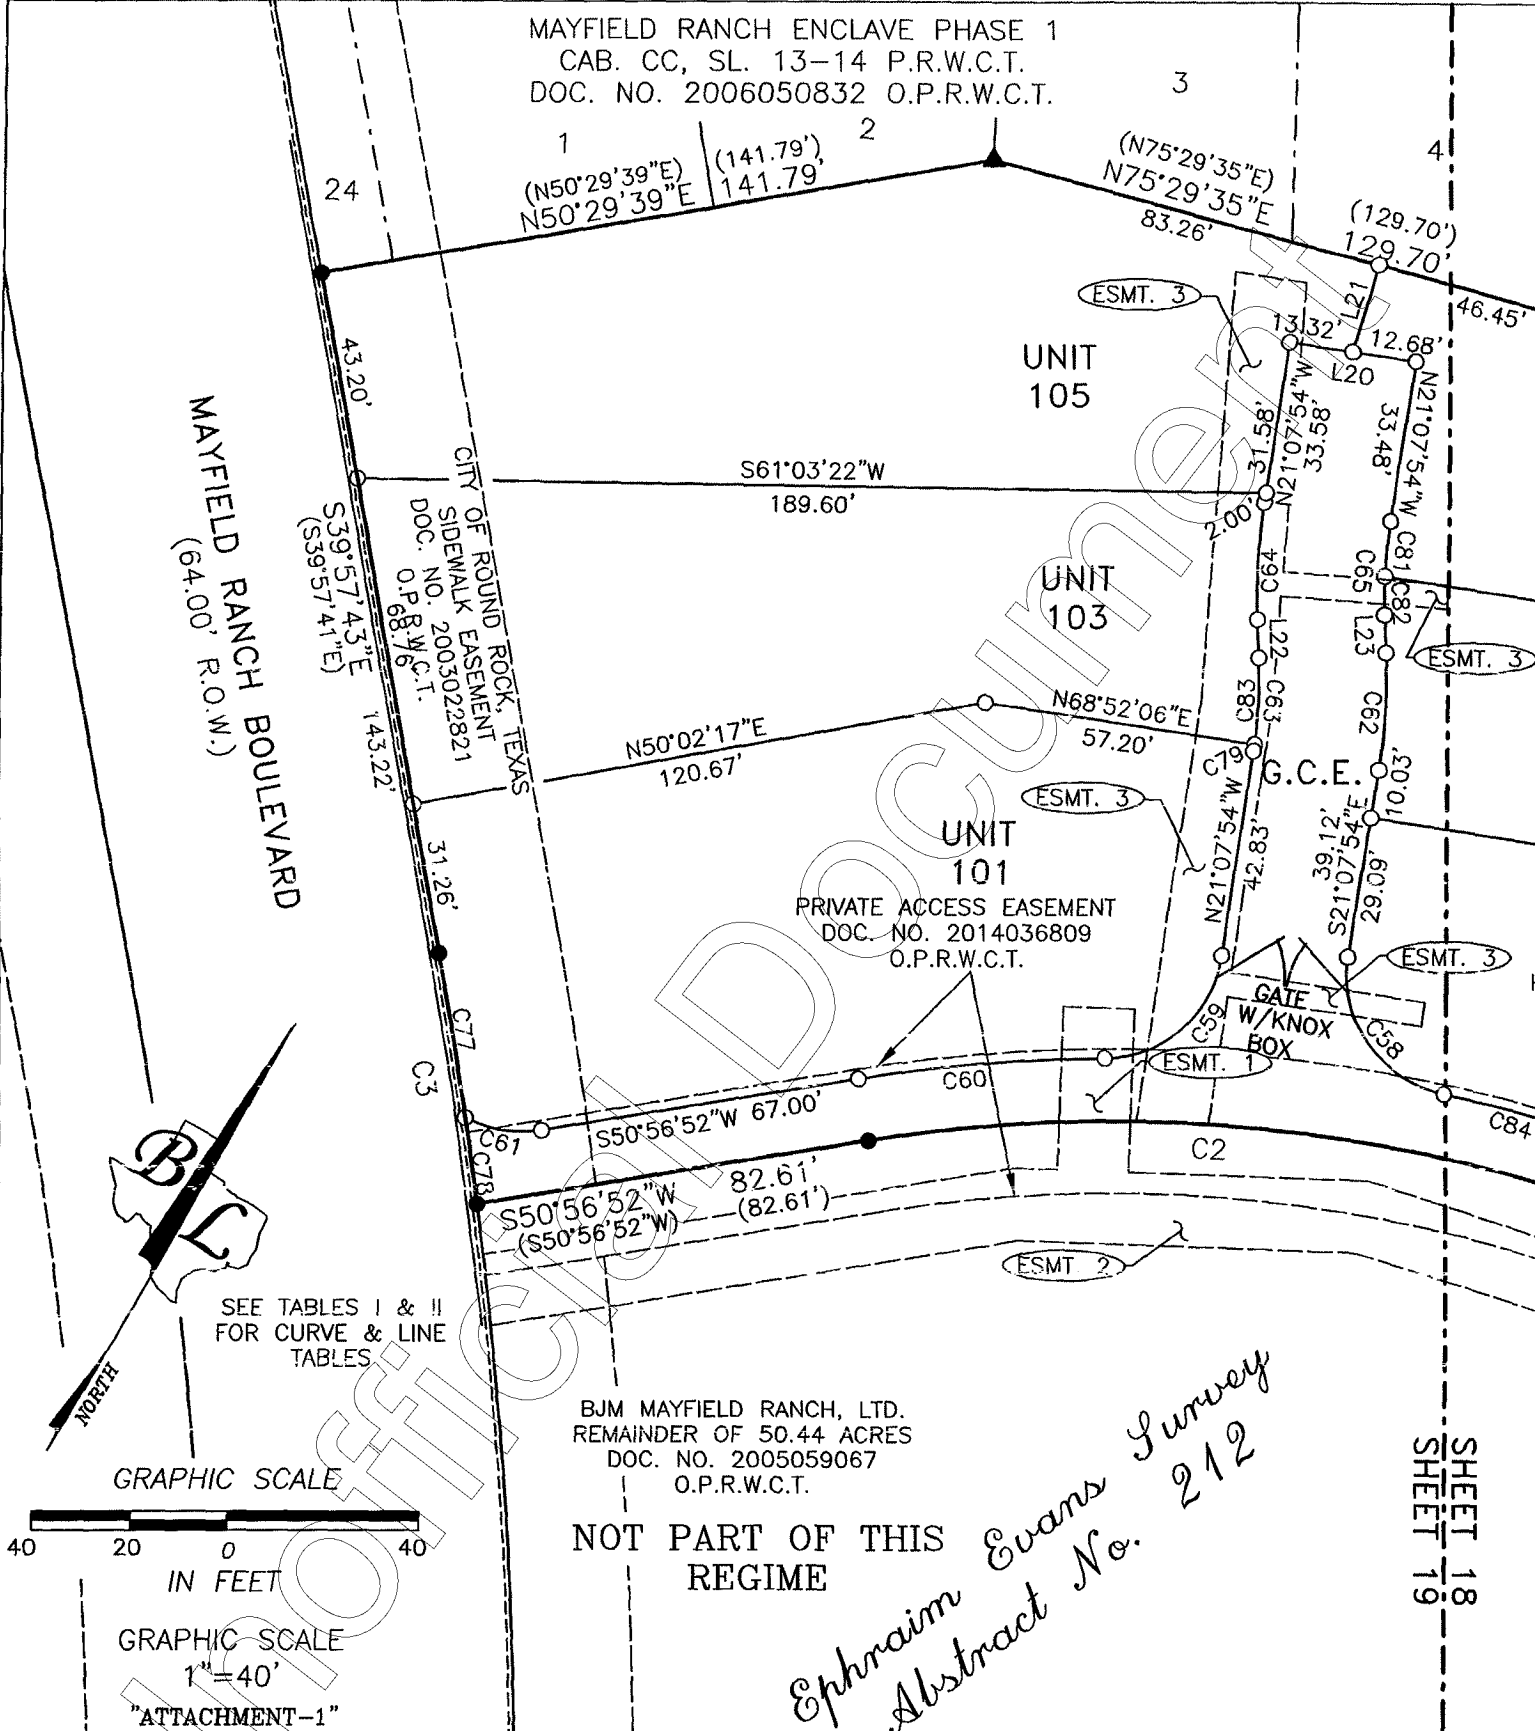 MAYFIELD RANCH ENCLAVE PHASE 1
CAB. CC, SL. 13-14 P.R.W.C.T.
DOC. NO. 2006050832 O.P.R.W.C.T.
1
2
3
4
24
(N50°29'39"E)
N50°29'39"E
(141.79')
141.79'
(N75°29'35"E)
N75°29'35"E
83.26'
(129.70')
129.70'
46.45'
L21
ESMT. 3
13.32'
12.68'
L20
UNIT
105
43.20'
31.58'
N21°07'54"W
33.58'
33.48'
N21°07'54"W
S61°03'22"W
189.60'
2.00'
MAYFIELD RANCH BOULEVARD
(64.00' R.O.W.)
S39°57'43"E
(S39°57'41"E)
143.22'
68.76'
CITY OF ROUND ROCK, TEXAS
SIDEWALK EASEMENT
DOC. NO. 2003022821
O.P.R.W.C.T.
UNIT
103
C64
C65
C81
C82
L22
L23
ESMT. 3
C83
C63
C62
N50°02'17"E
120.67'
N68°52'06"E
57.20'
C79
G.C.E.
10.03'
ESMT. 3
31.26'
UNIT
101
N21°07'54"W
42.83'
39.12'
S21°07'54"E
29.09'
PRIVATE ACCESS EASEMENT
DOC. NO. 2014036809
O.P.R.W.C.T.
ESMT. 3
GATE
W/KNOX
BOX
C59
C58
C77
C3
C60
ESMT. 1
C61
S50°56'52"W 67.00'
C78
C84
C2
S50°56'52"W
82.61'
(S50°56'52"W)
(82.61')
ESMT. 2
B
L
NORTH
SEE TABLES I & II
FOR CURVE & LINE
TABLES
BJM MAYFIELD RANCH, LTD.
REMAINDER OF 50.44 ACRES
DOC. NO. 2005059067
O.P.R.W.C.T.
NOT PART OF THIS
REGIME
Ephraim Evans Survey
Abstract No. 212
SHEET 18
SHEET 19
GRAPHIC SCALE
40 20 0 40
IN FEET
GRAPHIC SCALE
1"=40'
"ATTACHMENT-1"
Unofficial Document